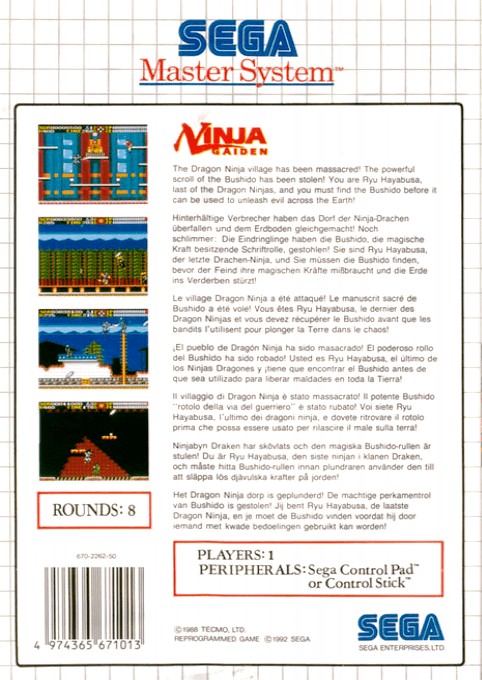 SEGA
Master System™
NINJA
GAIDEN
The Dragon Ninja village has been massacred! The powerful
scroll of the Bushido has been stolen! You are Ryu Hayabusa,
last of the Dragon Ninjas, and you must find the Bushido before it
can be used to unleash evil across the Earth!
Hinterhältige Verbrecher haben das Dorf der Ninja-Drachen
überfallen und dem Erdboden gleichgemacht! Noch
schlimmer: Die Eindringlinge haben die Bushido, die magische
Kraft besitzende Schriftrolle, gestohlen! Sie sind Ryu Hayabusa,
der letzte Drachen-Ninja, und Sie müssen die Bushido finden,
bevor der Feind ihre magischen Kräfte mißbraucht und die Erde
ins Verderben stürzt!
Le village Dragon Ninja a été attaqué! Le manuscrit sacré de
Bushido a été volé! Vous êtes Ryu Hayabusa, le dernier des
Dragon Ninjas et vous devez récupérer le Bushido avant que les
bandits l'utilisent pour plonger la Terre dans le chaos!
¡El pueblo de Dragón Ninja ha sido masacrado! El poderoso rollo
del Bushido ha sido robado! Usted es Ryu Hayabusa, el último de
los Ninjas Dragones y ¡tiene que encontrar el Bushido antes de
que sea utilizado para liberar maldades en toda la Tierra!
Il villaggio di Dragon Ninja è stato massacrato! Il potente Bushido
"rotolo della via del guerriero" è stato rubato! Voi siete Ryu
Hayabusa, l'ultimo dei dragoni ninja, e dovete ritrovare il rotolo
prima che possa essere usato per rilascire il male sulla terra!
Ninjabyn Draken har skövlats och den magiska Bushido-rullen är
stulen! Du är Ryu Hayabusa, den siste ninjan i klanen Draken,
och måste hitta Bushido-rullen innan plundraren använder den till
att släppa lös djävulska krafter på jorden!
Het Dragon Ninja dorp is geplunderd! De machtige perkamentrol
van Bushido is gestolen! Jij bent Ryu Hayabusa, de laatste
Dragon Ninja, en je moet de Bushido vinden voordat hij door
iemand met kwade bedoelingen gebruikt kan worden!
ROUNDS: 8
670-2262-50
PLAYERS: 1
PERIPHERALS: Sega Control Pad™
or Control Stick™
4 974365 671013
©1988 TECMO, LTD.
REPROGRAMMED GAME ©1992 SEGA
SEGA
SEGA ENTERPRISES, LTD.